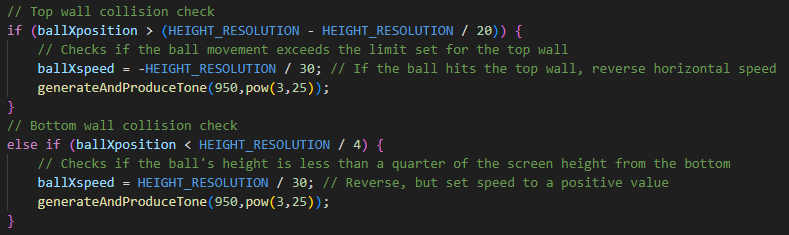 // Top wall collision check
if (ballXposition > (HEIGHT_RESOLUTION - HEIGHT_RESOLUTION / 20)) {
    // Checks if the ball movement exceeds the limit set for the top wall
    ballXspeed = -HEIGHT_RESOLUTION / 30; // If the ball hits the top wall, reverse horizontal speed
    generateAndProduceTone(950,pow(3,25));
}
// Bottom wall collision check
else if (ballXposition < HEIGHT_RESOLUTION / 4) {
    // Checks if the ball's height is less than a quarter of the screen height from the bottom
    ballXspeed = HEIGHT_RESOLUTION / 30; // Reverse, but set speed to a positive value
    generateAndProduceTone(950,pow(3,25));
}